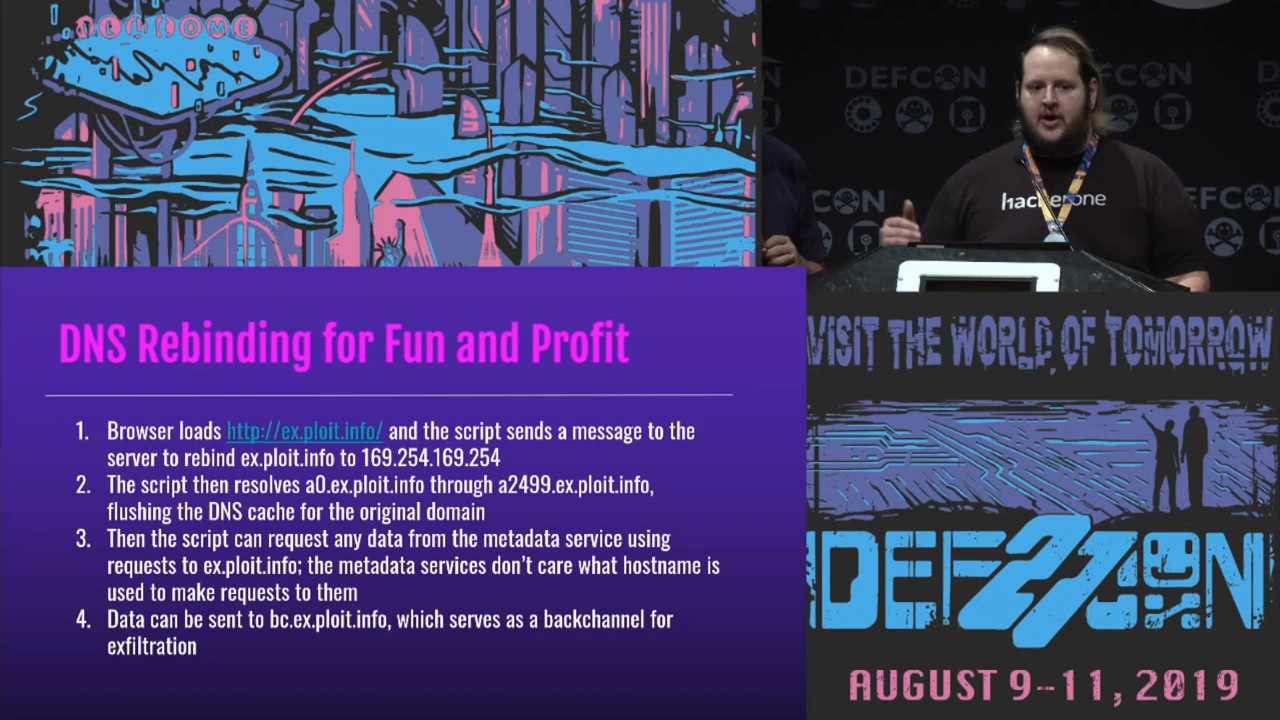 WELCOME
DEFCON
hackerone
DNS Rebinding for Fun and Profit
1. Browser loads http://ex.ploit.info/ and the script sends a message to the
server to rebind ex.ploit.info to 169.254.169.254
2. The script then resolves a0.ex.ploit.info through a2499.ex.ploit.info,
flushing the DNS cache for the original domain
3. Then the script can request any data from the metadata service using
requests to ex.ploit.info; the metadata services don't care what hostname is
used to make requests to them
4. Data can be sent to bc.ex.ploit.info, which serves as a backchannel for
exfiltration
VISIT THE WORLD OF TOMORROW
DEFCON 27
AUGUST 9-11, 2019